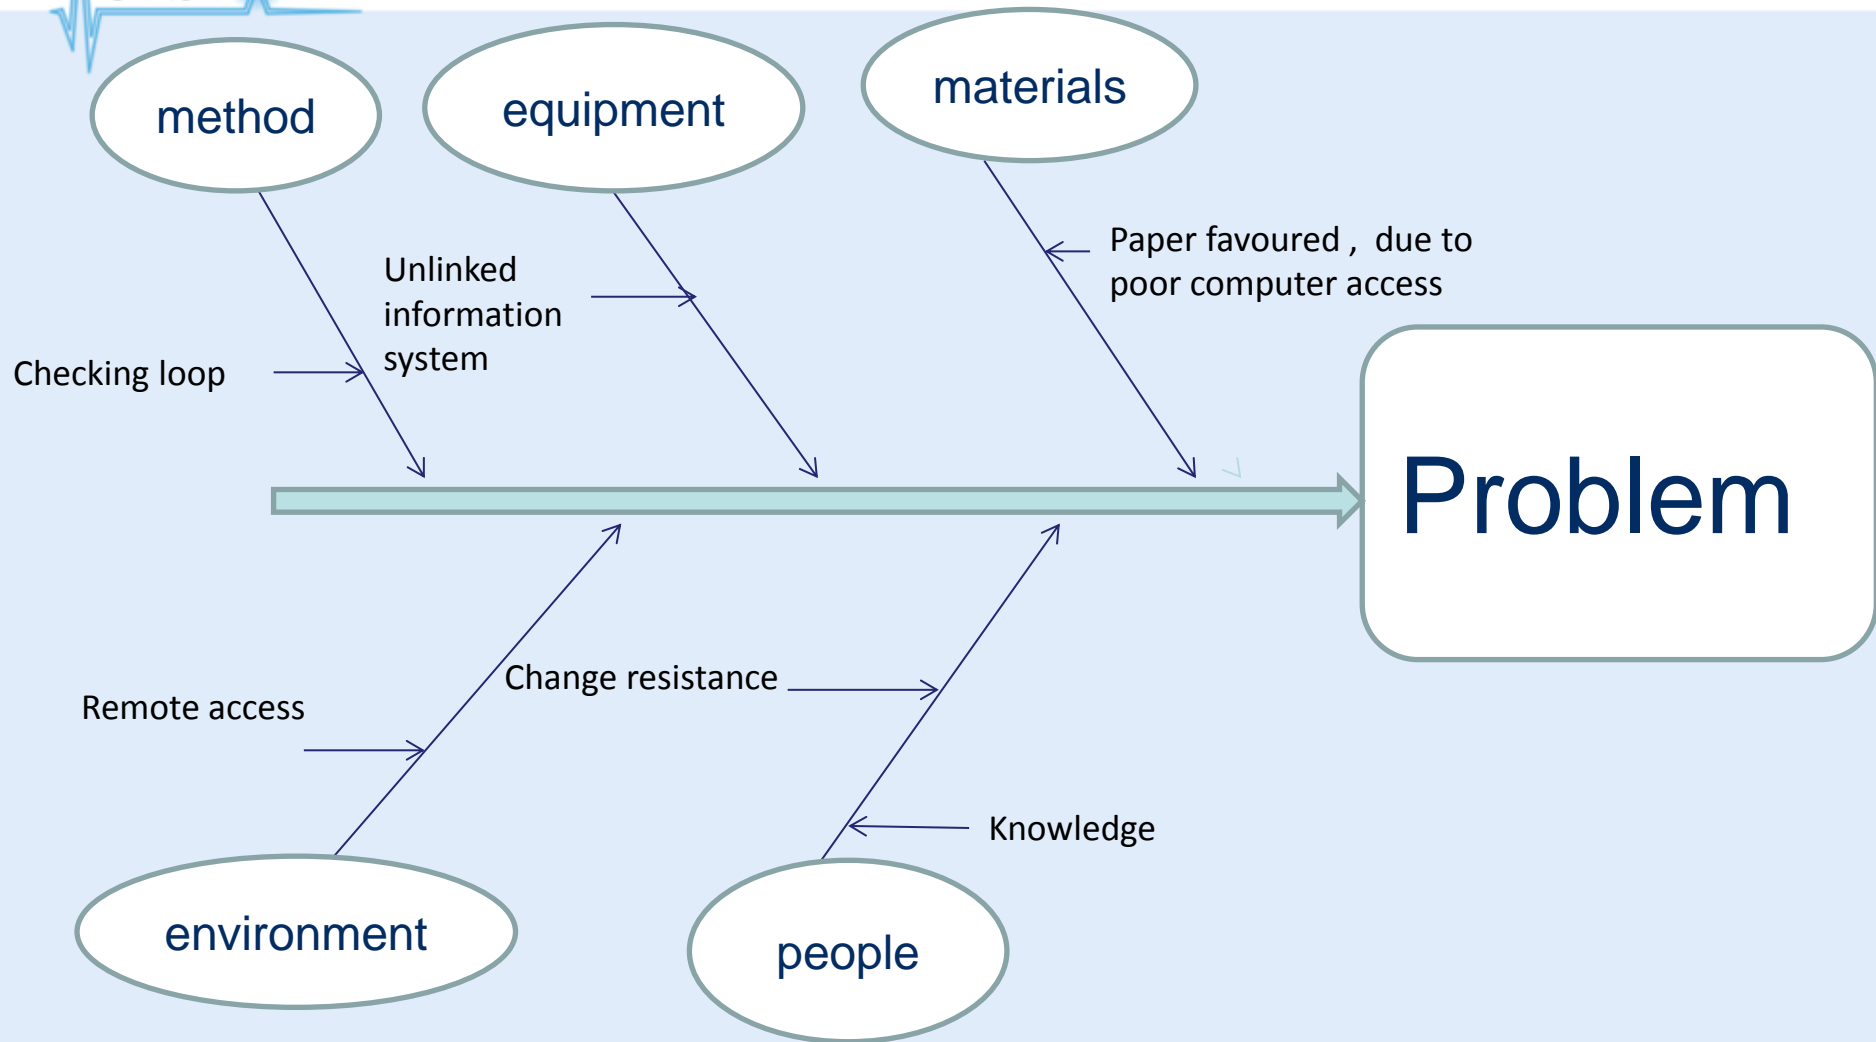 method
equipment
materials
Unlinked
information
system
Paper favoured ,  due to
poor computer access
Checking loop
Problem
Change resistance
Remote access
Knowledge
environment
people